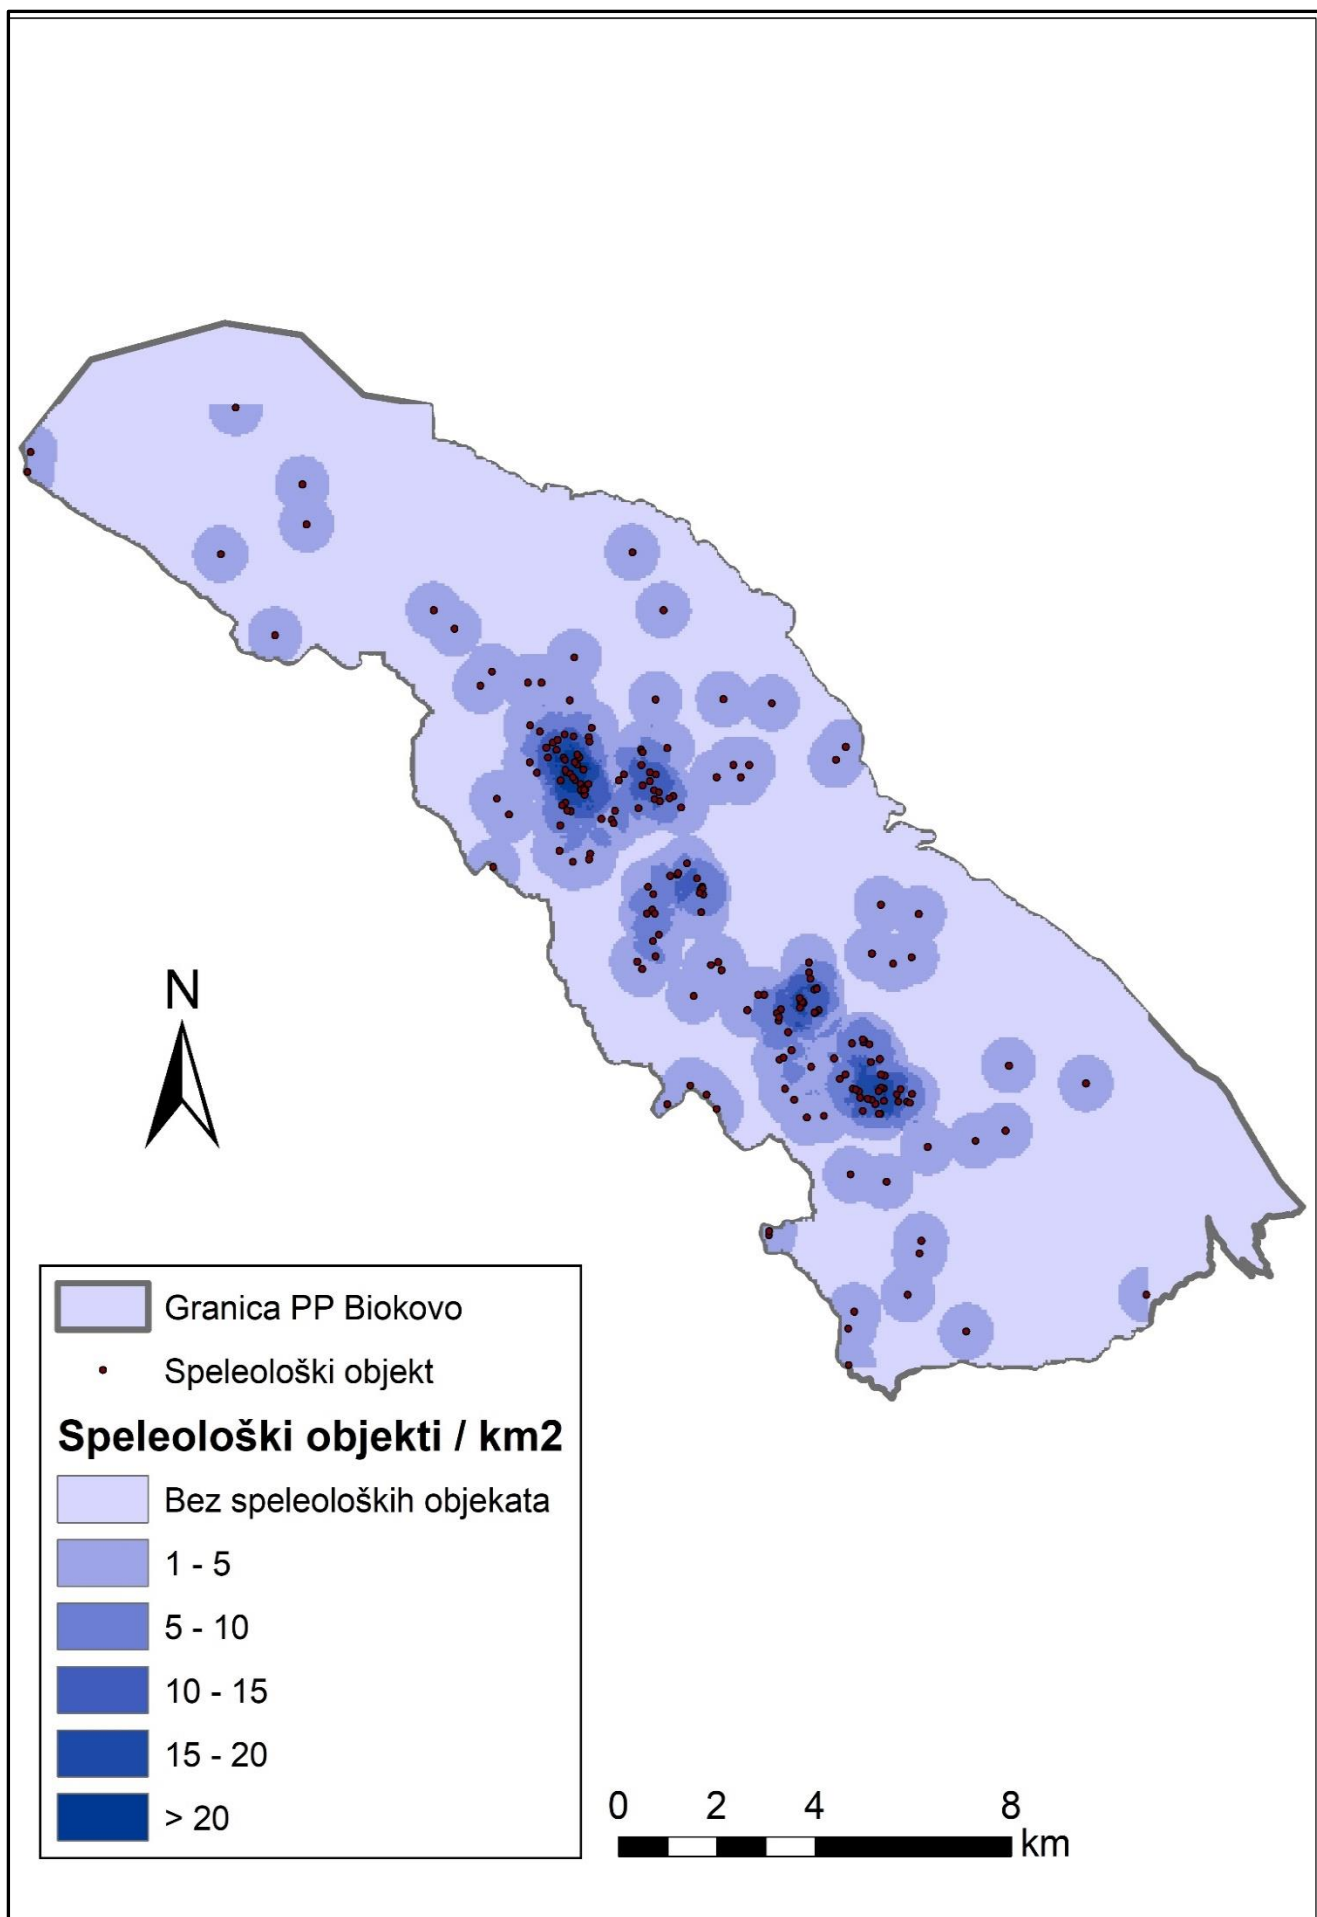 N
Granica PP Biokovo
Speleološki objekt
Speleološki objekti / km2
Bez speleoloških objekata
1 - 5
5 - 10
10 - 15
15 - 20
> 20
0 2 4 8
km